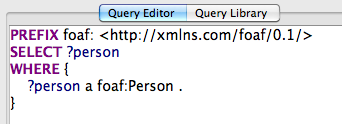 Query Editor Query Library
PREFIX foaf: <http://xmlns.com/foaf/0.1/>
SELECT ?person
WHERE {
?person a foaf:Person .
}